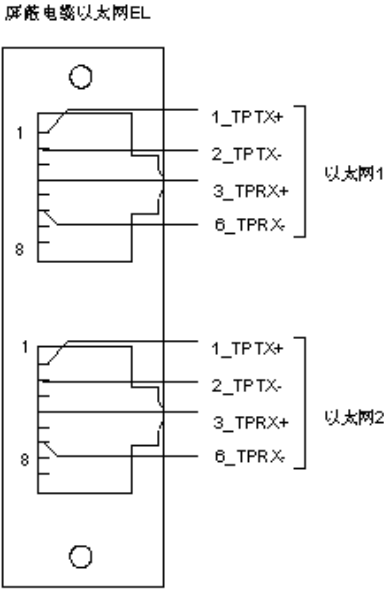 屏蔽电缆以太网EL
1
8
1_TPTX+
2_TPTX-
3_TPRX+
6_TPRX-
以太网1
1
8
1_TPTX+
2_TPTX-
3_TPRX+
6_TPRX-
以太网2